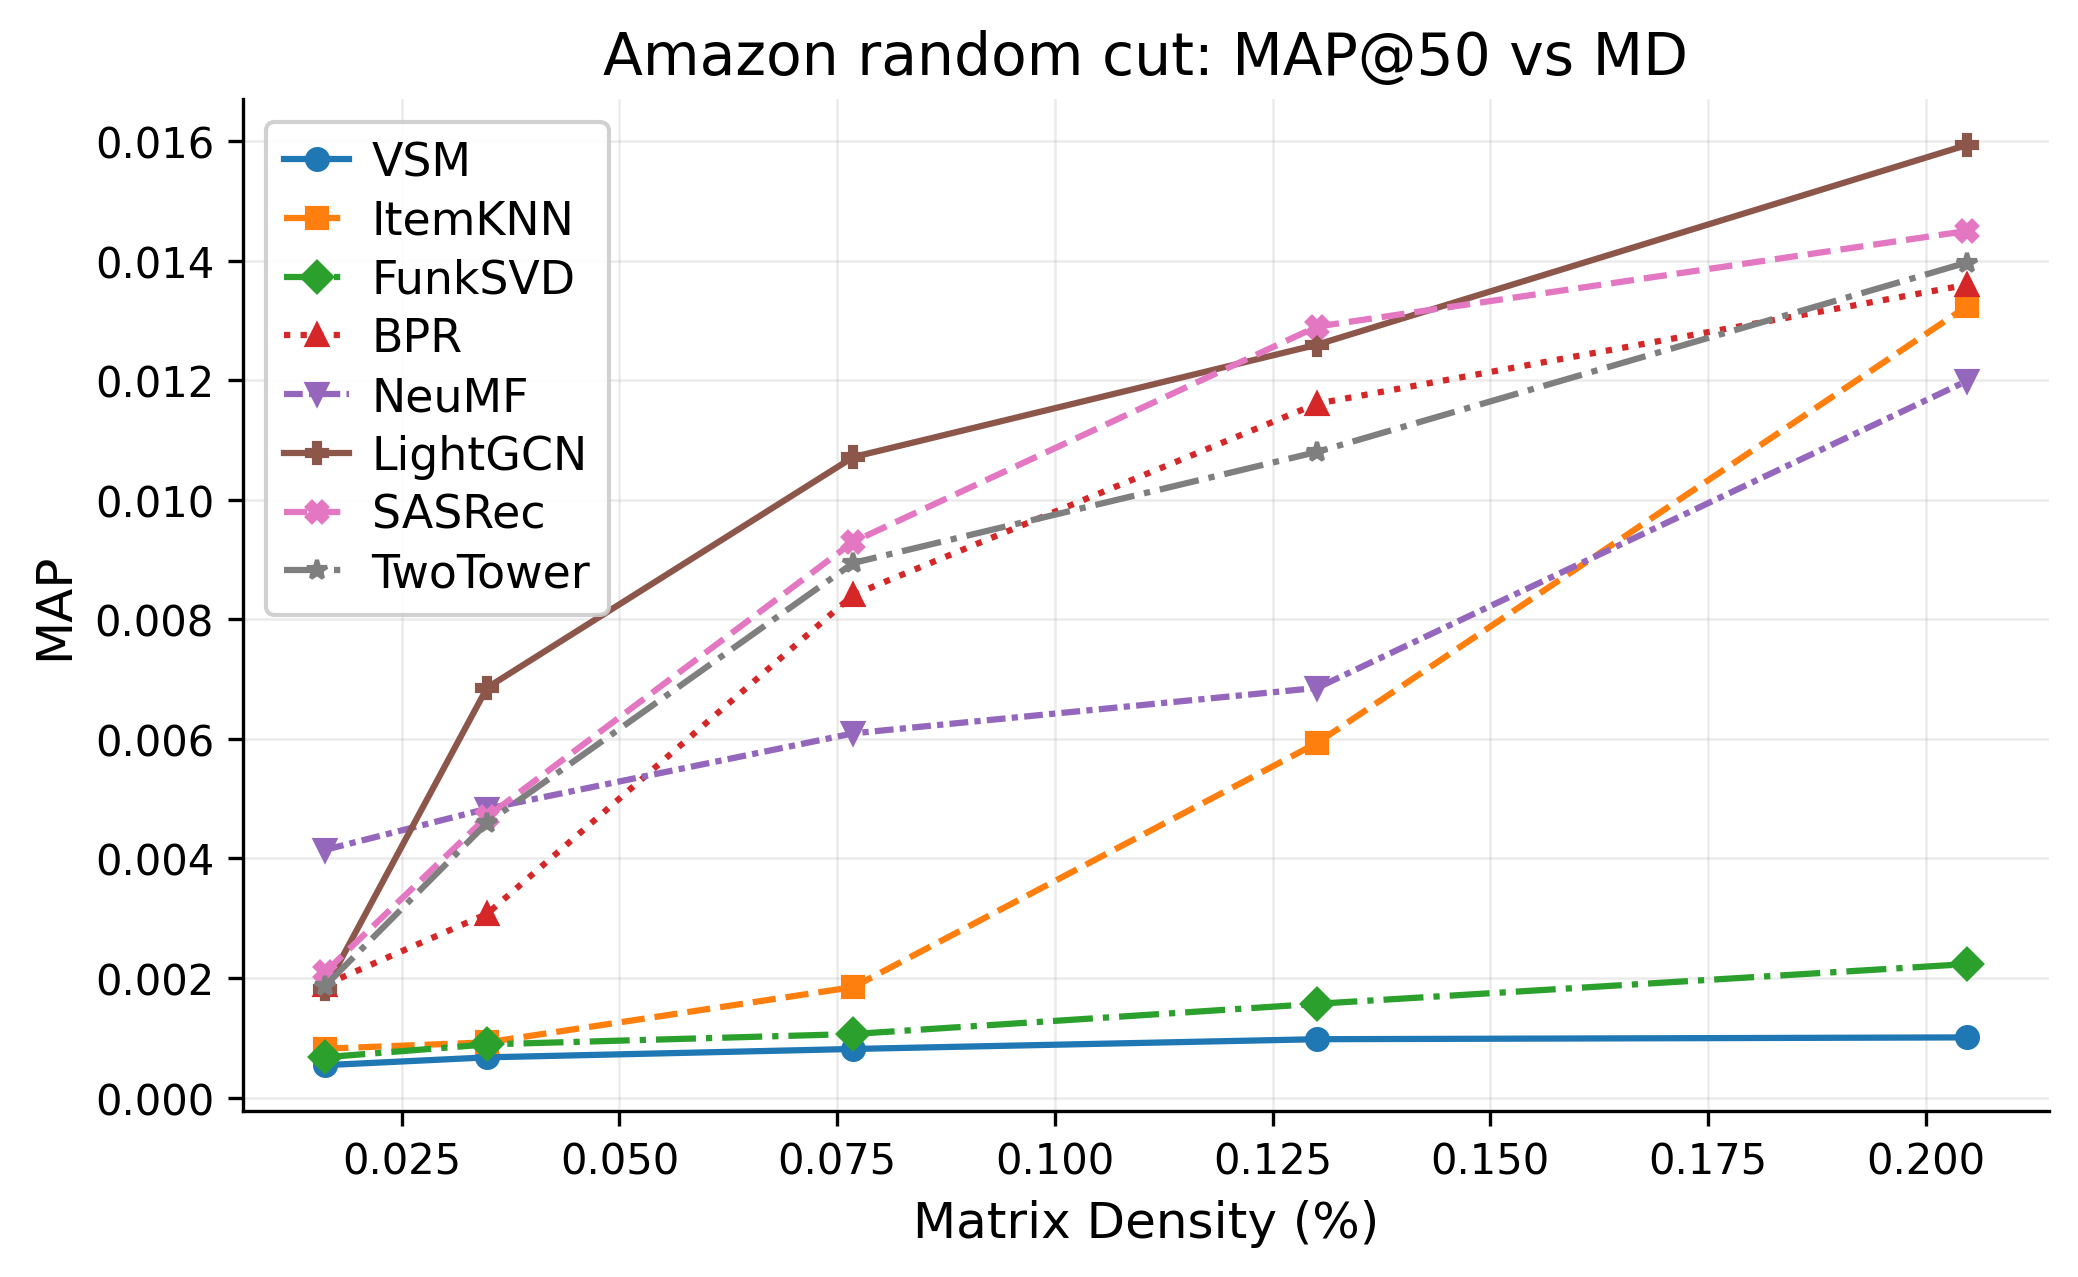 Amazon random cut: MAP@50 vs MD
0.016
0.014
0.012
0.010
0.008
0.006
0.004
0.002
0.000
MAP
VSM
ItemKNN
FunkSVD
BPR
NeuMF
LightGCN
SASRec
TwoTower
0.025 0.050 0.075 0.100 0.125 0.150 0.175 0.200
Matrix Density (%)